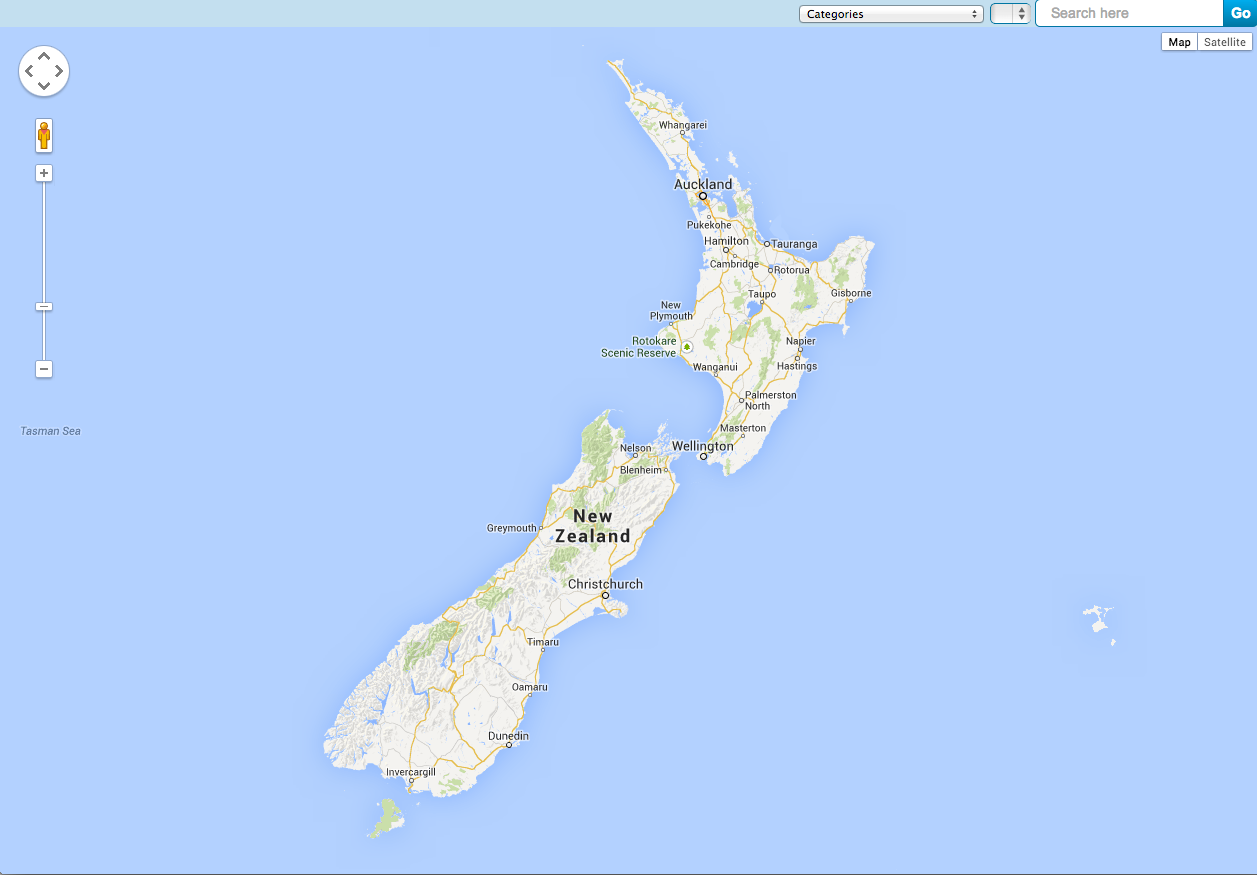 Categories
Search here
Go
Map
Satellite
Whangarei
Auckland
Pukekohe
Hamilton
Tauranga
Cambridge
Rotorua
Taupo
Gisborne
New
Plymouth
Rotokare
Scenic Reserve
Napier
Wanganui
Hastings
Palmerston
North
Tasman Sea
Masterton
Nelson
Wellington
Blenheim
New
Zealand
Greymouth
Christchurch
Timaru
Oamaru
Dunedin
Invercargill